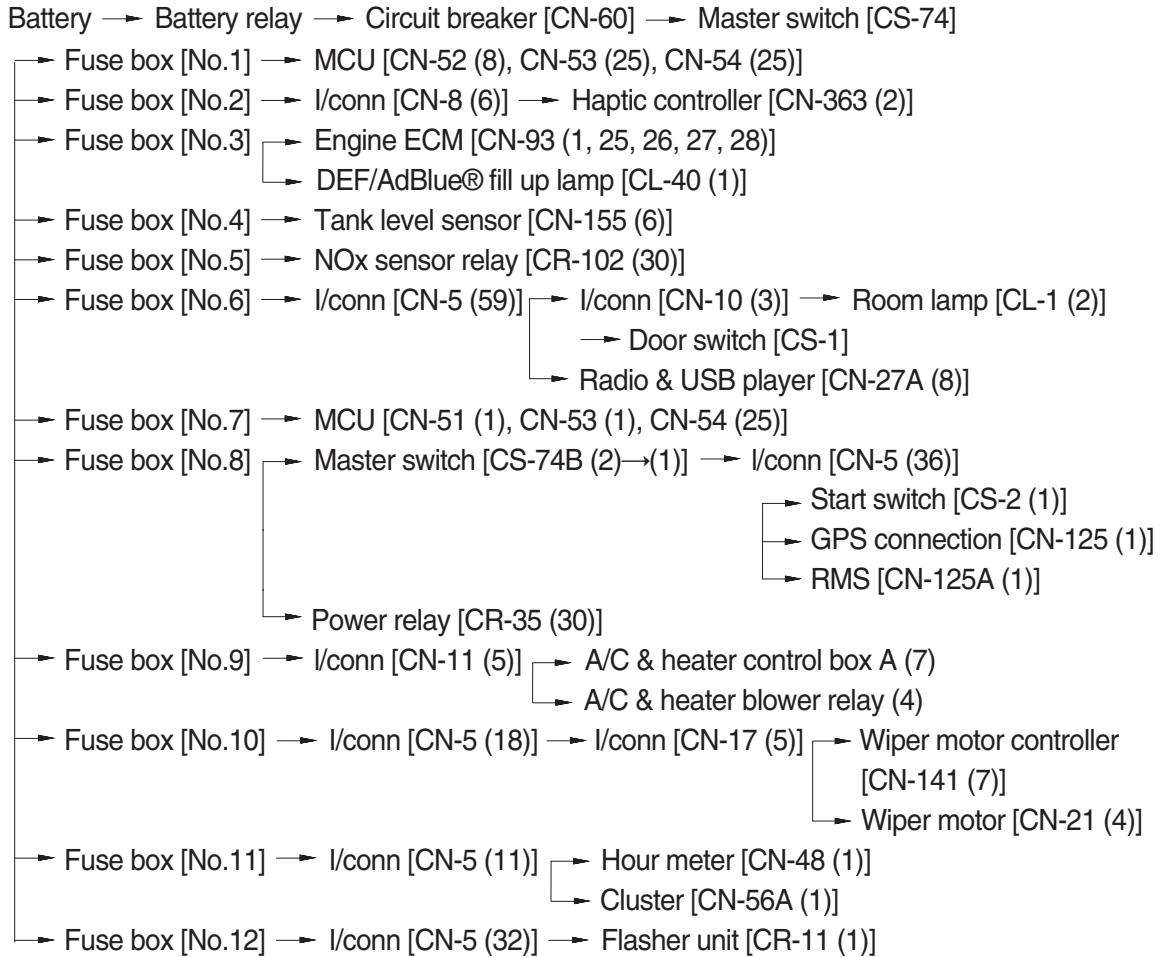 Battery → Battery relay → Circuit breaker [CN-60] → Master switch [CS-74]
→ Fuse box [No.1] → MCU [CN-52 (8), CN-53 (25), CN-54 (25)]
→ Fuse box [No.2] → I/conn [CN-8 (6)] → Haptic controller [CN-363 (2)]
→ Fuse box [No.3] → Engine ECM [CN-93 (1, 25, 26, 27, 28)]
→ DEF/AdBlue® fill up lamp [CL-40 (1)]
→ Fuse box [No.4] → Tank level sensor [CN-155 (6)]
→ Fuse box [No.5] → NOx sensor relay [CR-102 (30)]
→ Fuse box [No.6] → I/conn [CN-5 (59)] → I/conn [CN-10 (3)] → Room lamp [CL-1 (2)]
→ Door switch [CS-1]
→ Radio & USB player [CN-27A (8)]
→ Fuse box [No.7] → MCU [CN-51 (1), CN-53 (1), CN-54 (25)]
→ Fuse box [No.8] → Master switch [CS-74B (2)→(1)] → I/conn [CN-5 (36)]
→ Start switch [CS-2 (1)]
→ GPS connection [CN-125 (1)]
→ RMS [CN-125A (1)]
→ Power relay [CR-35 (30)]
→ Fuse box [No.9] → I/conn [CN-11 (5)] → A/C & heater control box A (7)
→ A/C & heater blower relay (4)
→ Fuse box [No.10] → I/conn [CN-5 (18)] → I/conn [CN-17 (5)] → Wiper motor controller
[CN-141 (7)]
→ Wiper motor [CN-21 (4)]
→ Fuse box [No.11] → I/conn [CN-5 (11)] → Hour meter [CN-48 (1)]
→ Cluster [CN-56A (1)]
→ Fuse box [No.12] → I/conn [CN-5 (32)] → Flasher unit [CR-11 (1)]